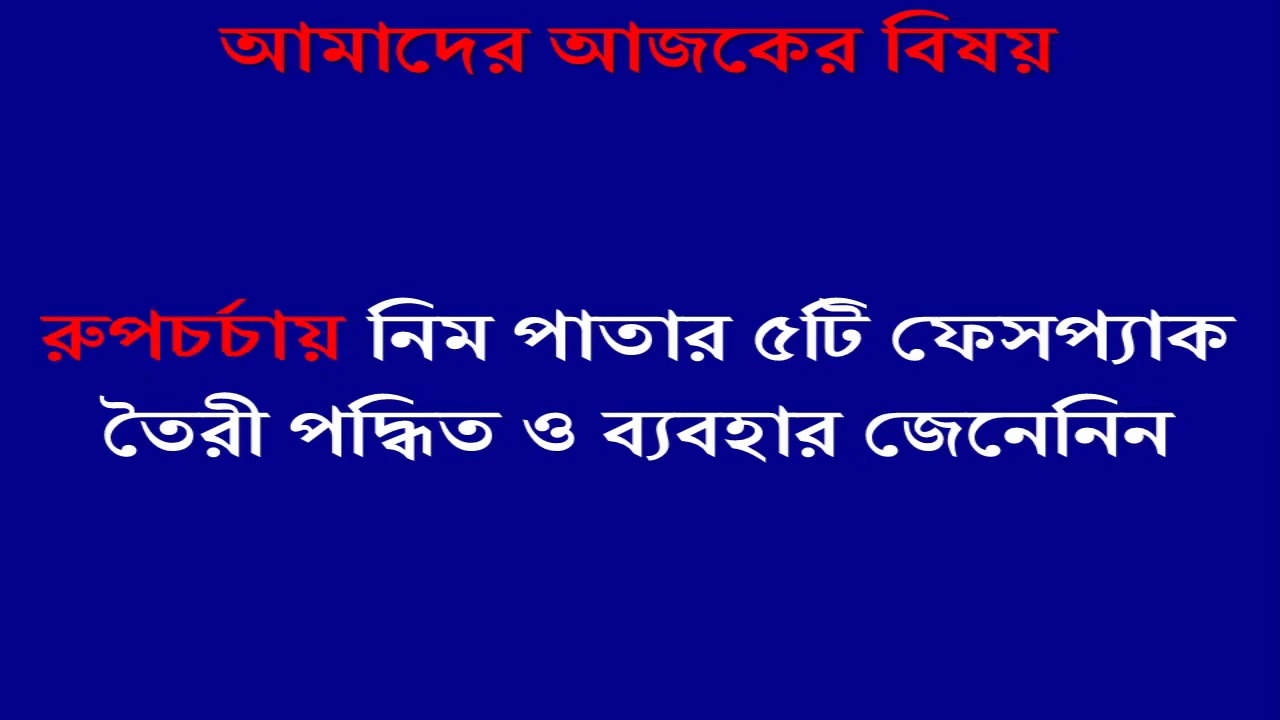 আমাদের আজকের বিষয়
রুপচর্চায় নিম পাতার ৫টি ফেসপ্যাক
তৈরী পদ্ধিত ও ব্যবহার জেনেনিন